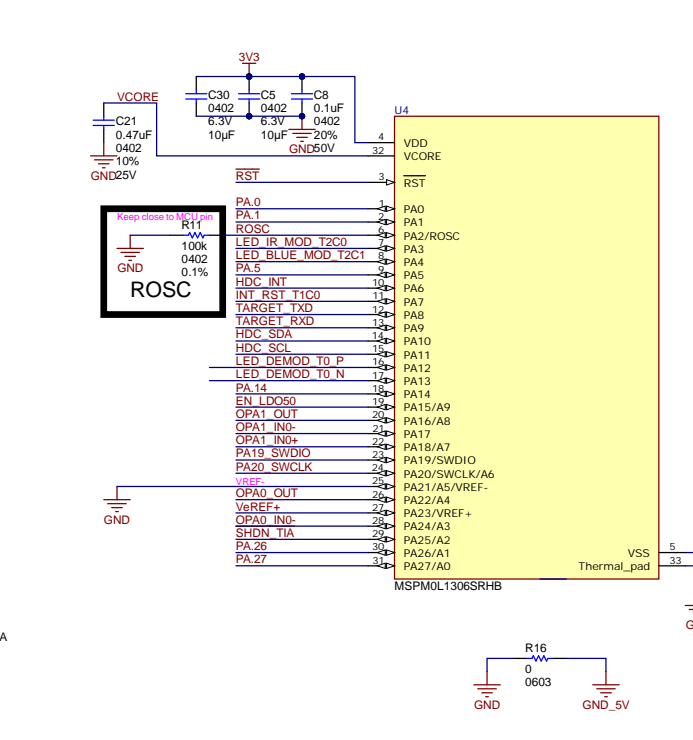 3V3
VCORE
C21
0.47uF
0402
10%
25V
GND
C30
0402
6.3V
10µF
C5
0402
6.3V
10µF
C8
0.1uF
0402
20%
50V
GND
U4
4 VDD
32 VCORE
RST 3 RST
PA.0 1 PA0
PA.1 2 PA1
ROSC 6 PA2/ROSC
LED_IR_MOD_T2C0 7 PA3
LED_BLUE_MOD_T2C1 8 PA4
PA.5 9 PA5
HDC_INT 10 PA6
INT_RST_T1C0 11 PA7
TARGET_TXD 12 PA8
TARGET_RXD 13 PA9
HDC_SDA 14 PA10
HDC_SCL 15 PA11
LED_DEMOD_T0_P 16 PA12
LED_DEMOD_T0_N 17 PA13
PA.14 18 PA14
EN_LDO50 19 PA15/A9
OPA1_OUT 20 PA16/A8
OPA1_IN0- 21 PA17
OPA1_IN0+ 22 PA18/A7
PA19_SWDIO 23 PA19/SWDIO
PA20_SWCLK 24 PA20/SWCLK/A6
VREF- 25 PA21/A5/VREF-
OPA0_OUT 26 PA22/A4
VeREF+ 27 PA23/VREF+
OPA0_IN0- 28 PA24/A3
SHDN_TIA 29 PA25/A2
PA.26 30 PA26/A1
PA.27 31 PA27/A0
VSS 5
Thermal_pad 33
MSPM0L1306SRHB
Keep close to MCU pin
R11
100k
0402
0.1%
GND
ROSC
GND
A
G
R16
0
0603
GND
GND_5V